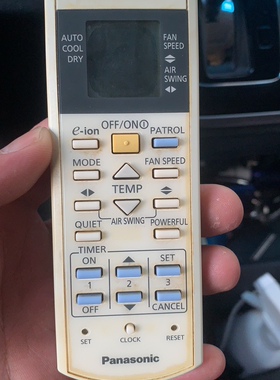 AUTO
COOL
DRY
FAN
SPEED
AIR
SWING
e-ion
OFF/ON
PATROL
MODE
FAN SPEED
TEMP
QUIET
AIR SWING
POWERFUL
TIMER
ON
SET
1
2
3
OFF
CANCEL
SET
CLOCK
RESET
Panasonic